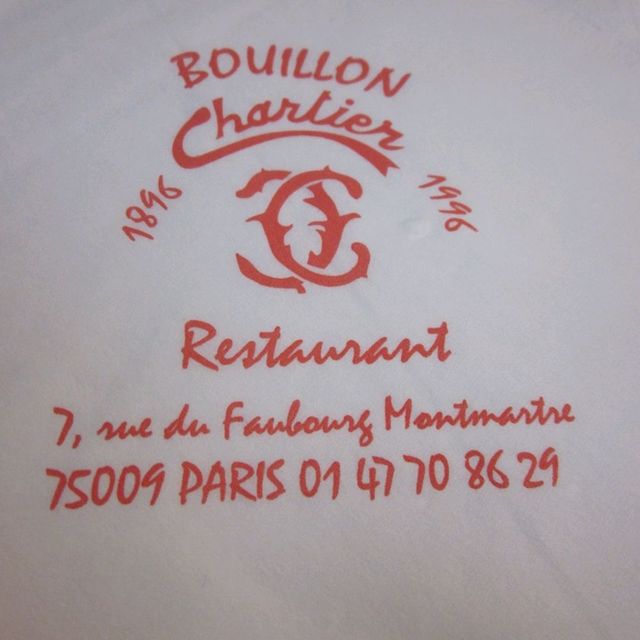 BOUILLON
Chartier
1896 1996
Restaurant
7, rue du Faubourg Montmartre
75009 PARIS 01 47 70 86 29